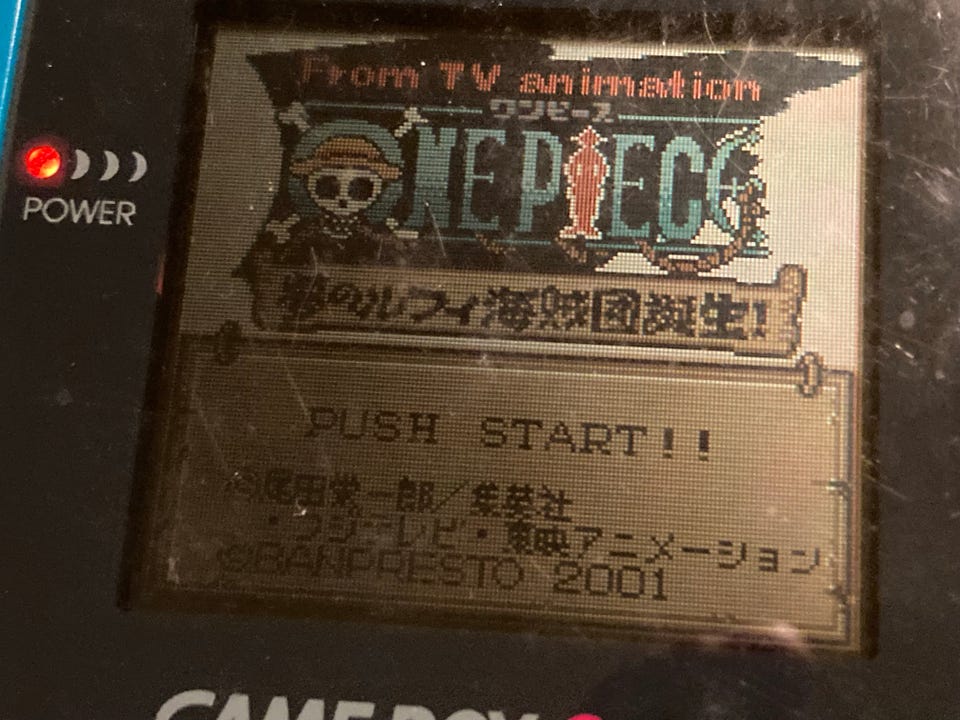 From TV animation
ワンピース
ONE PIECE
夢のルフィ海賊団誕生!
POWER
PUSH START!!
©尾田栄一郎/集英社
・フジテレビ・東映アニメーション
©BANPRESTO 2001
GAME BOY